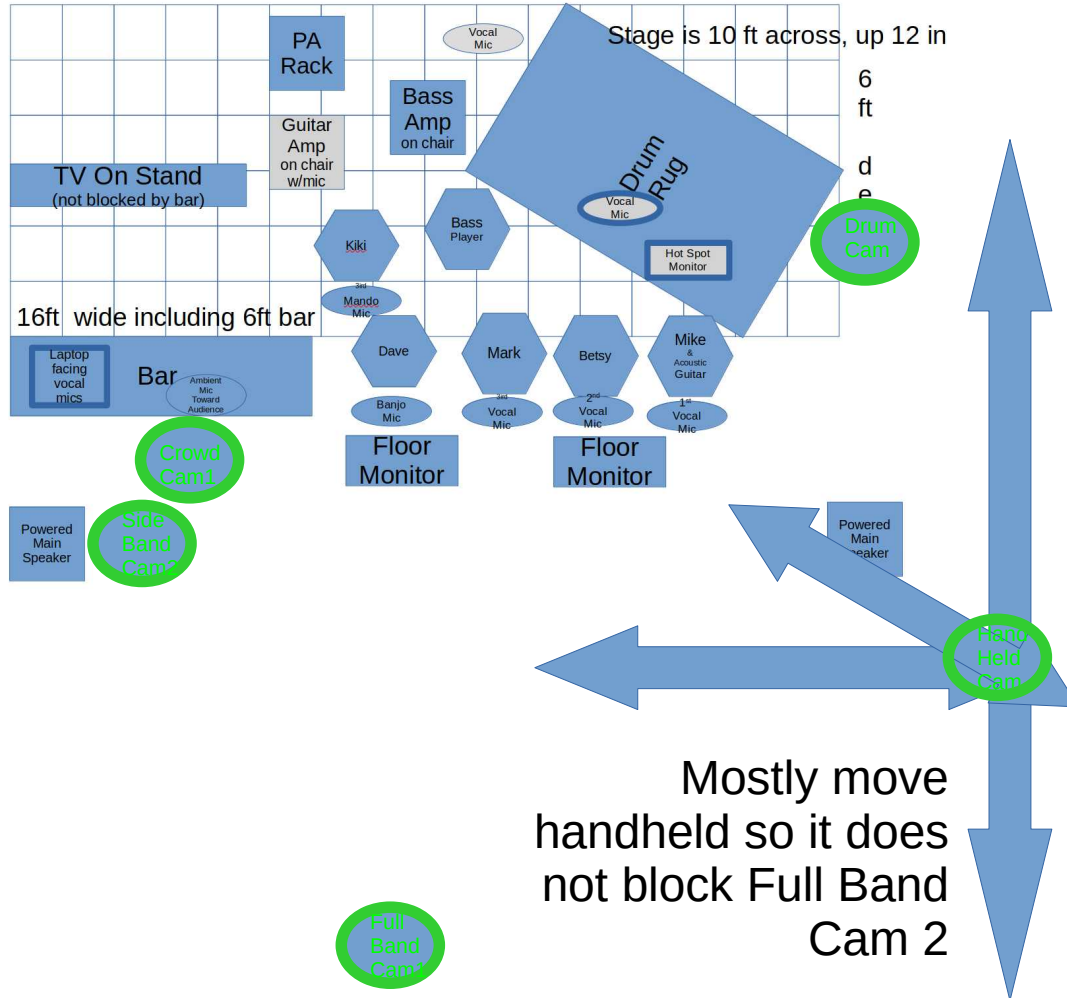 PA
Rack
Vocal
Mic
Stage is 10 ft across, up 12 in
6
ft
d
e
Bass
Amp
on chair
Guitar
Amp
on chair
w/mic
TV On Stand
(not blocked by bar)
Drum
Rug
Vocal
Mic
Hot Spot
Monitor
Drum
Cam
Bass
Player
Kiki
3ird
Mando
Mic
16ft wide including 6ft bar
Laptop
facing
vocal
mics
Bar
Ambient
Mic
Toward
Audience
Dave
Mark
Betsy
Mike
&
Acoustic
Guitar
Banjo
Mic
3ird
Vocal
Mic
2nd
Vocal
Mic
1st
Vocal
Mic
Floor
Monitor
Floor
Monitor
Crowd
Cam1
Side
Band
Powered
Main
Speaker
Powered
Main
Hand
Held
Cam
Mostly move
handheld so it does
not block Full Band
Cam 2
Full
Band